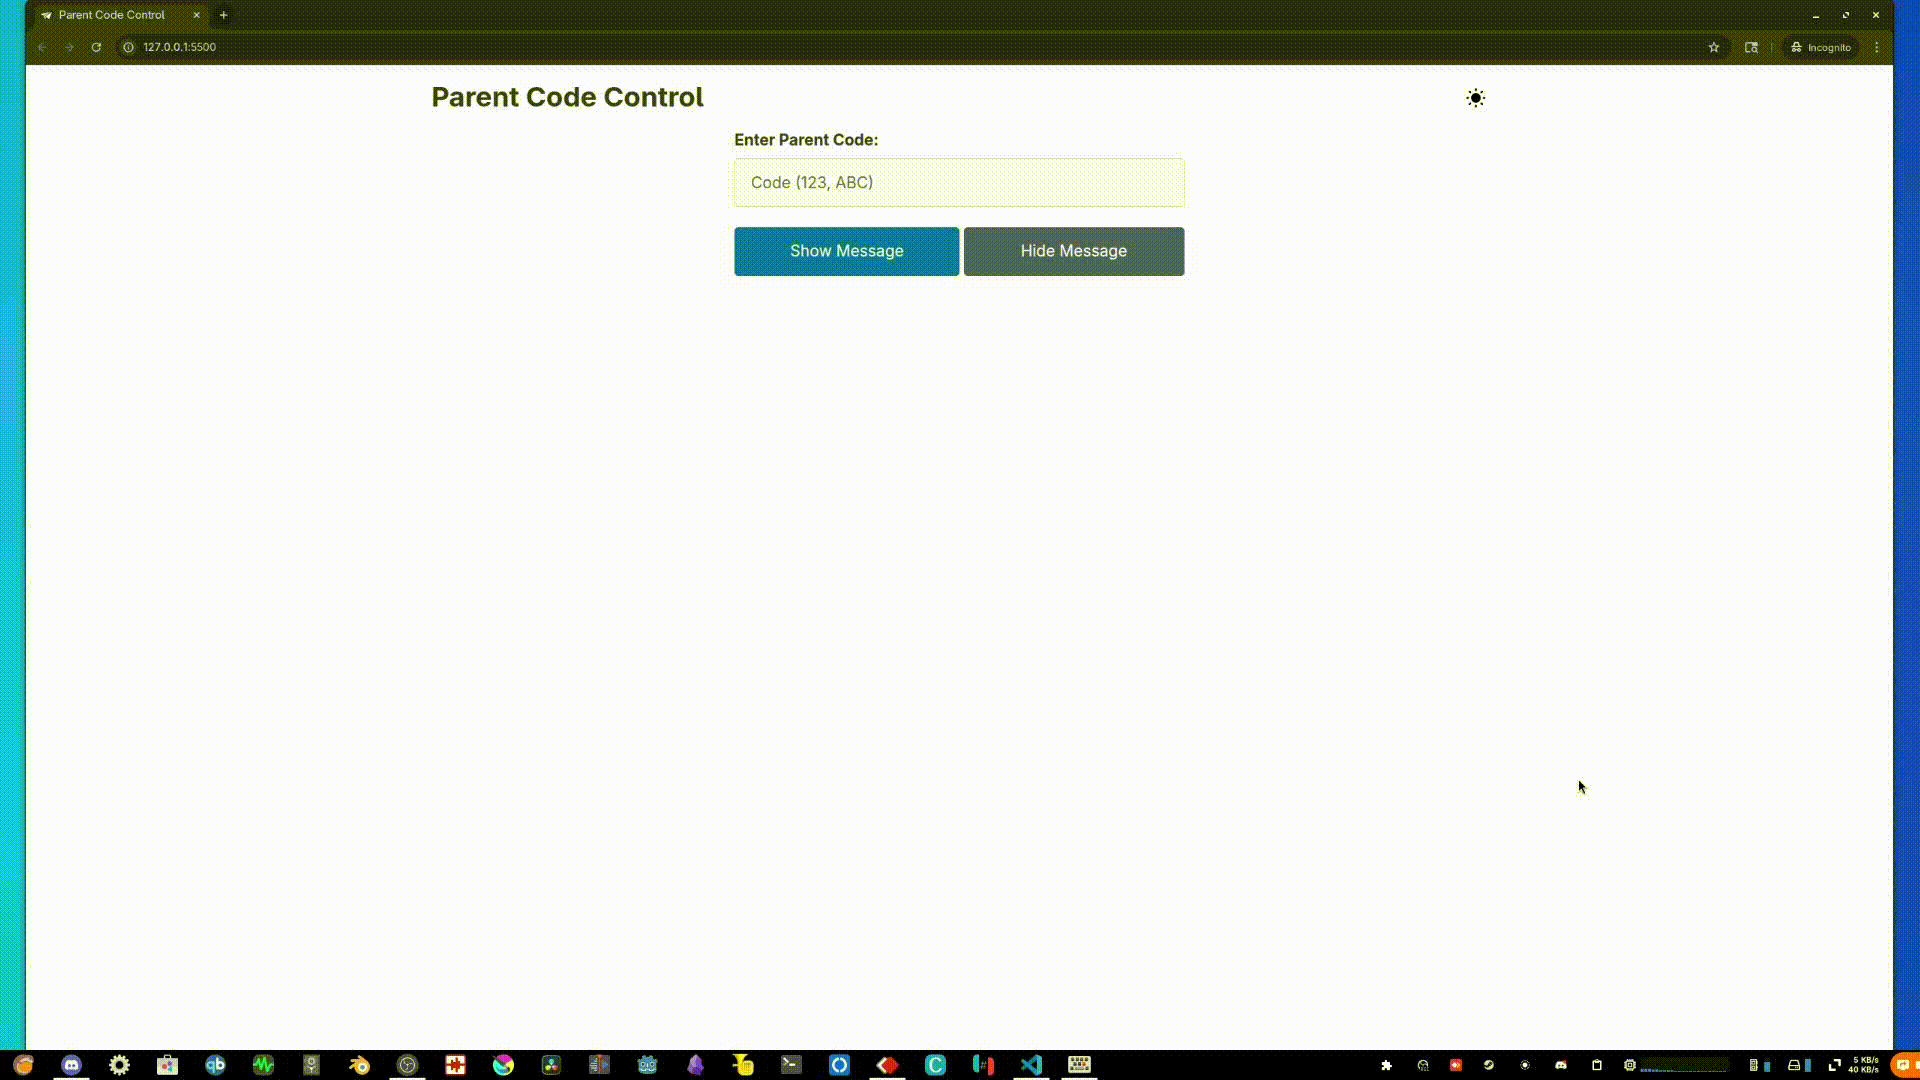 Parent Code Control
127.0.0.1:5500
Incognito
Parent Code Control
Enter Parent Code:
Code (123, ABC)
Show Message
Hide Message
qb
>_
C
5 KB/s
40 KB/s